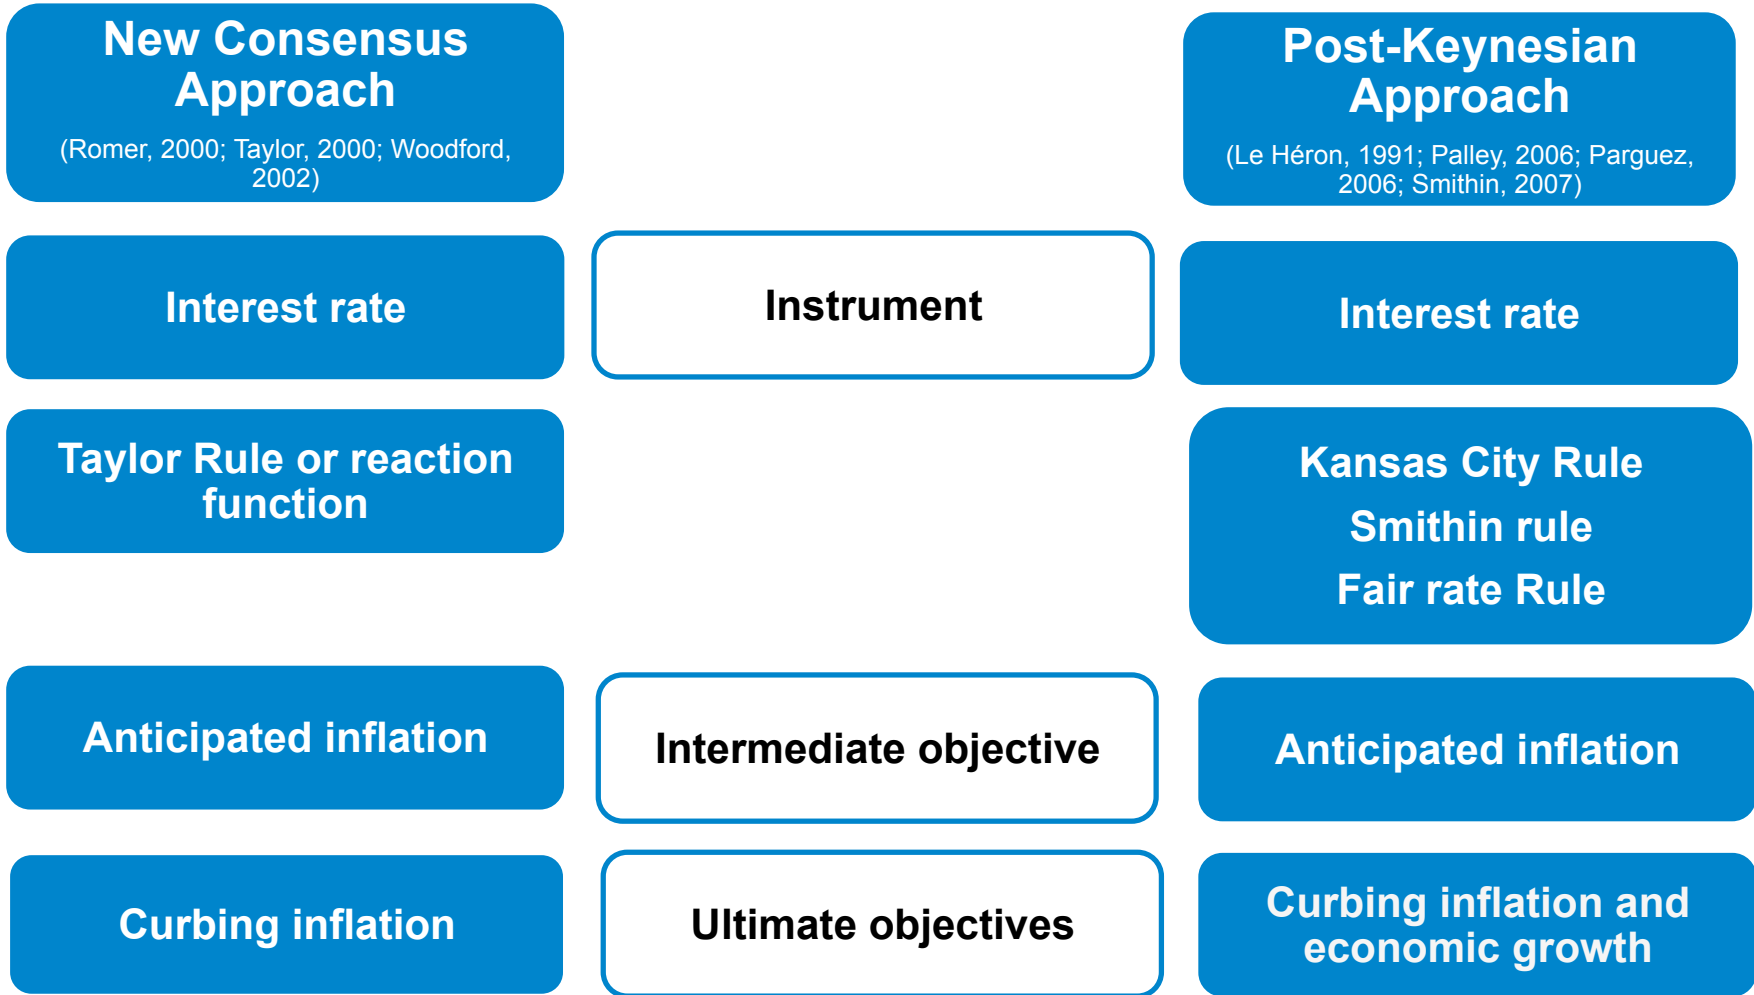 New Consensus
Approach
(Romer, 2000; Taylor, 2000; Woodford,
2002)
Post-Keynesian
Approach
(Le Héron, 1991; Palley, 2006; Parguez,
2006; Smithin, 2007)
Interest rate
Instrument
Interest rate
Taylor Rule or reaction
function
Kansas City Rule
Smithin rule
Fair rate Rule
Anticipated inflation
Intermediate objective
Anticipated inflation
Curbing inflation
Ultimate objectives
Curbing inflation and
economic growth